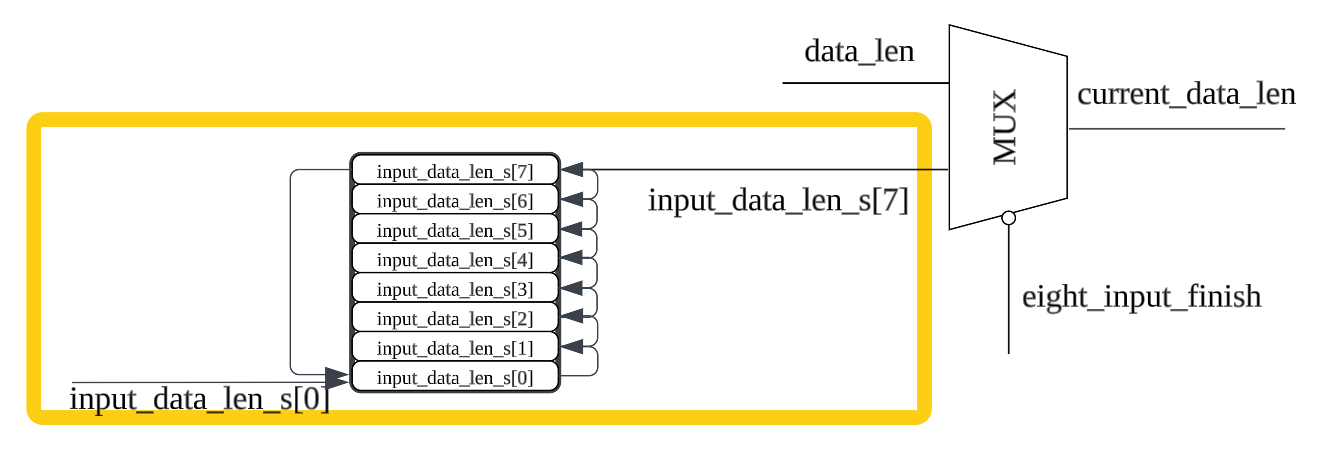 data_len
MUX
current_data_len
input_data_len_s[7]
input_data_len_s[6]
input_data_len_s[5]
input_data_len_s[4]
input_data_len_s[3]
input_data_len_s[2]
input_data_len_s[1]
input_data_len_s[0]
input_data_len_s[7]
eight_input_finish
input_data_len_s[0]